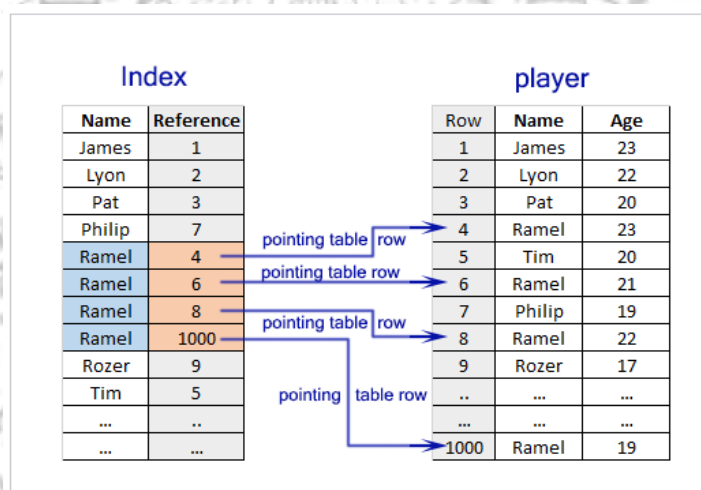 Index
Name Reference
James 1
Lyon 2
Pat 3
Philip 7
Ramel 4
Ramel 6
Ramel 8
Ramel 1000
Rozer 9
Tim 5
... ..
... ...
pointing table row
pointing table row
pointing table row
pointing table row
player
Row Name Age
1 James 23
2 Lyon 22
3 Pat 20
4 Ramel 23
5 Tim 20
6 Ramel 21
7 Philip 19
8 Ramel 22
9 Rozer 17
.. ... ...
... ... ...
1000 Ramel 19